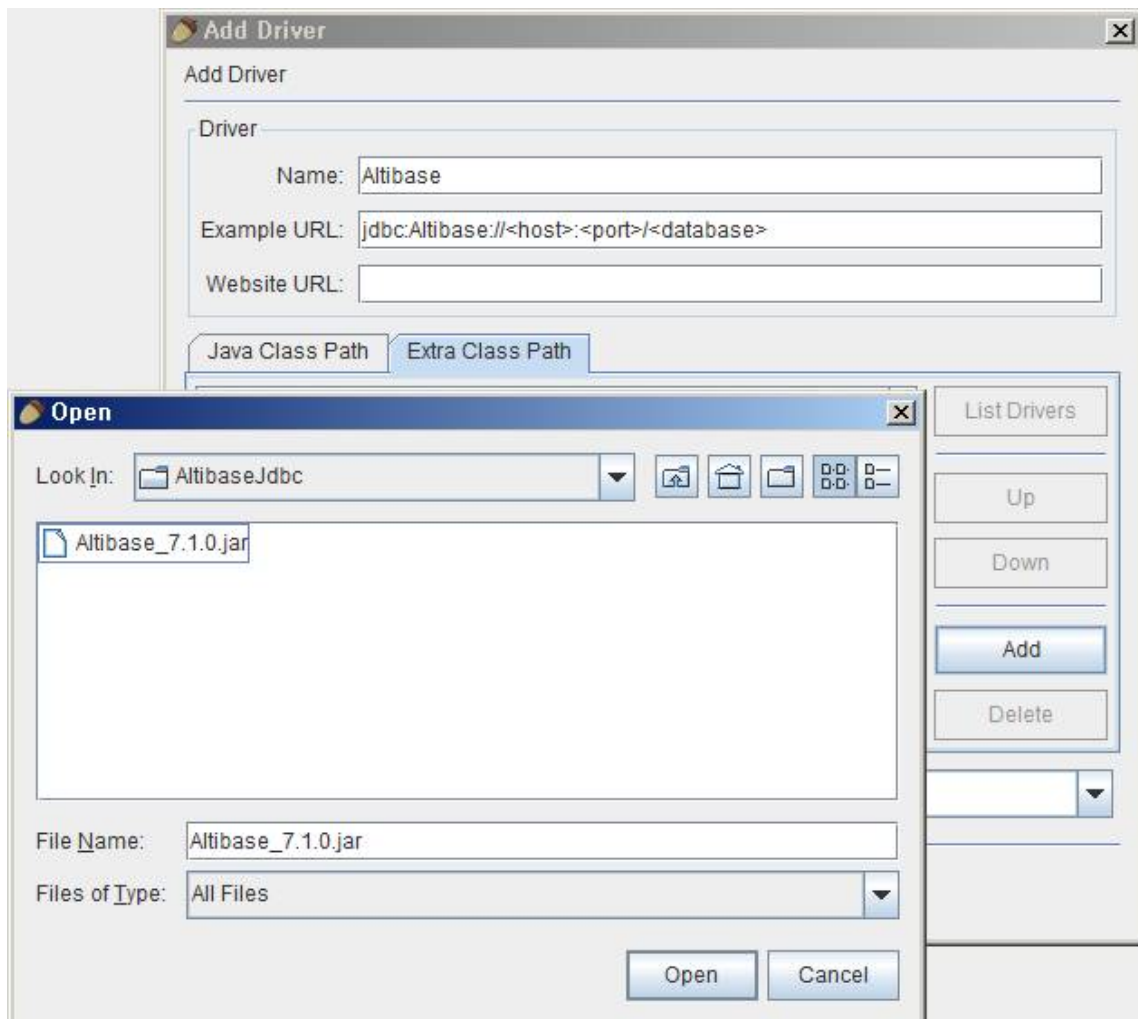 Add Driver
Add Driver
Driver
Name: Altibase
Example URL: jdbc:Altibase://<host>:<port>/<database>
Website URL:
Java Class Path Extra Class Path
List Drivers
Up
Down
Add
Delete
Open
Look In: AltibaseJdbc
Altibase_7.1.0.jar
File Name: Altibase_7.1.0.jar
Files of Type: All Files
Open Cancel